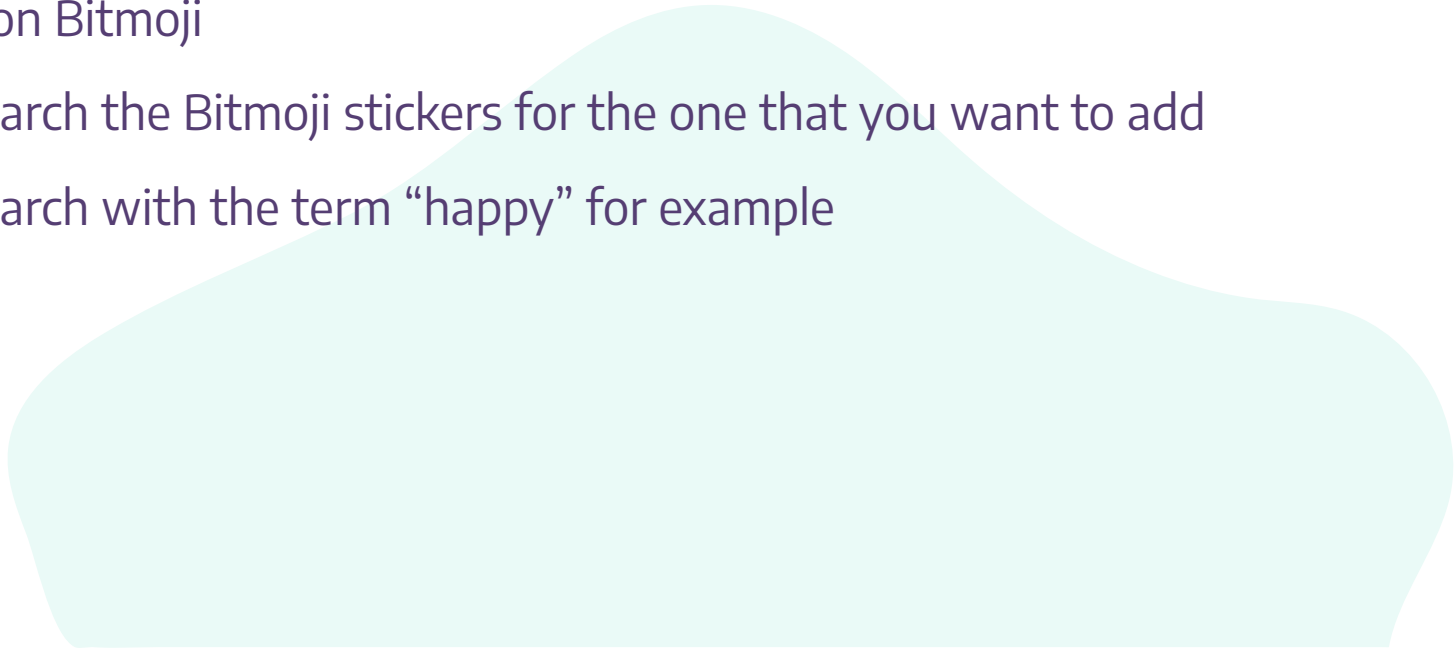 on Bitmoji
arch the Bitmoji stickers for the one that you want to add
arch with the term “happy” for example